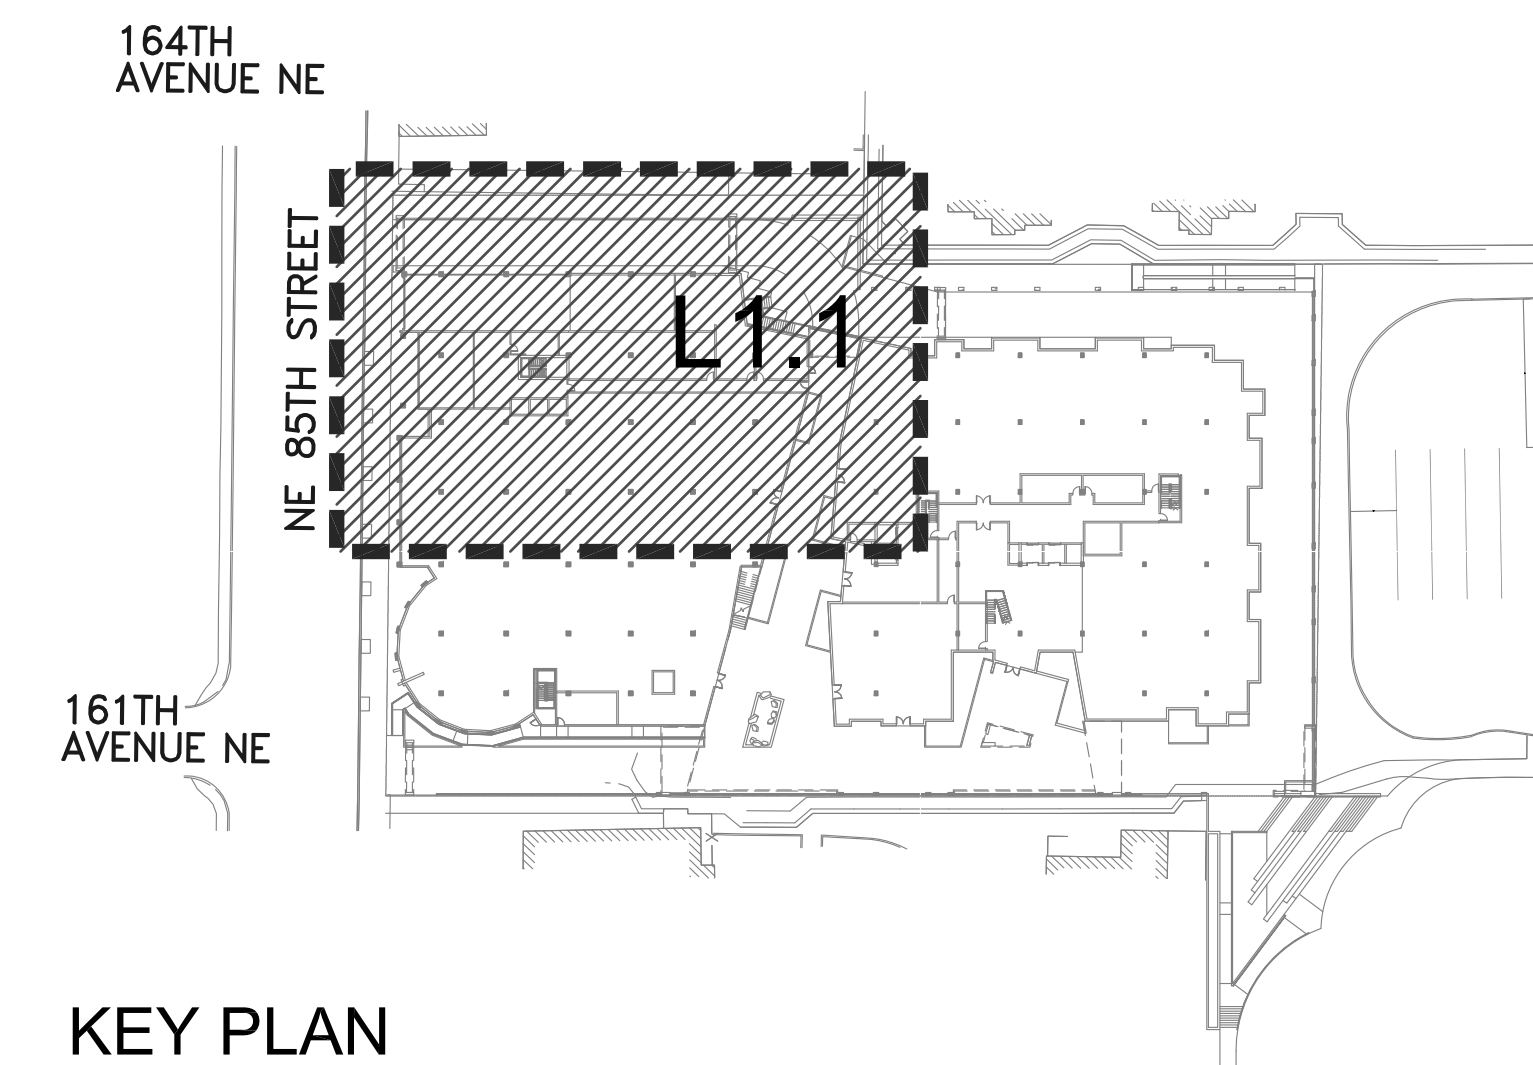 164TH
AVENUE NE
NE 85TH STREET
L1.1
161TH
AVENUE NE
KEY PLAN